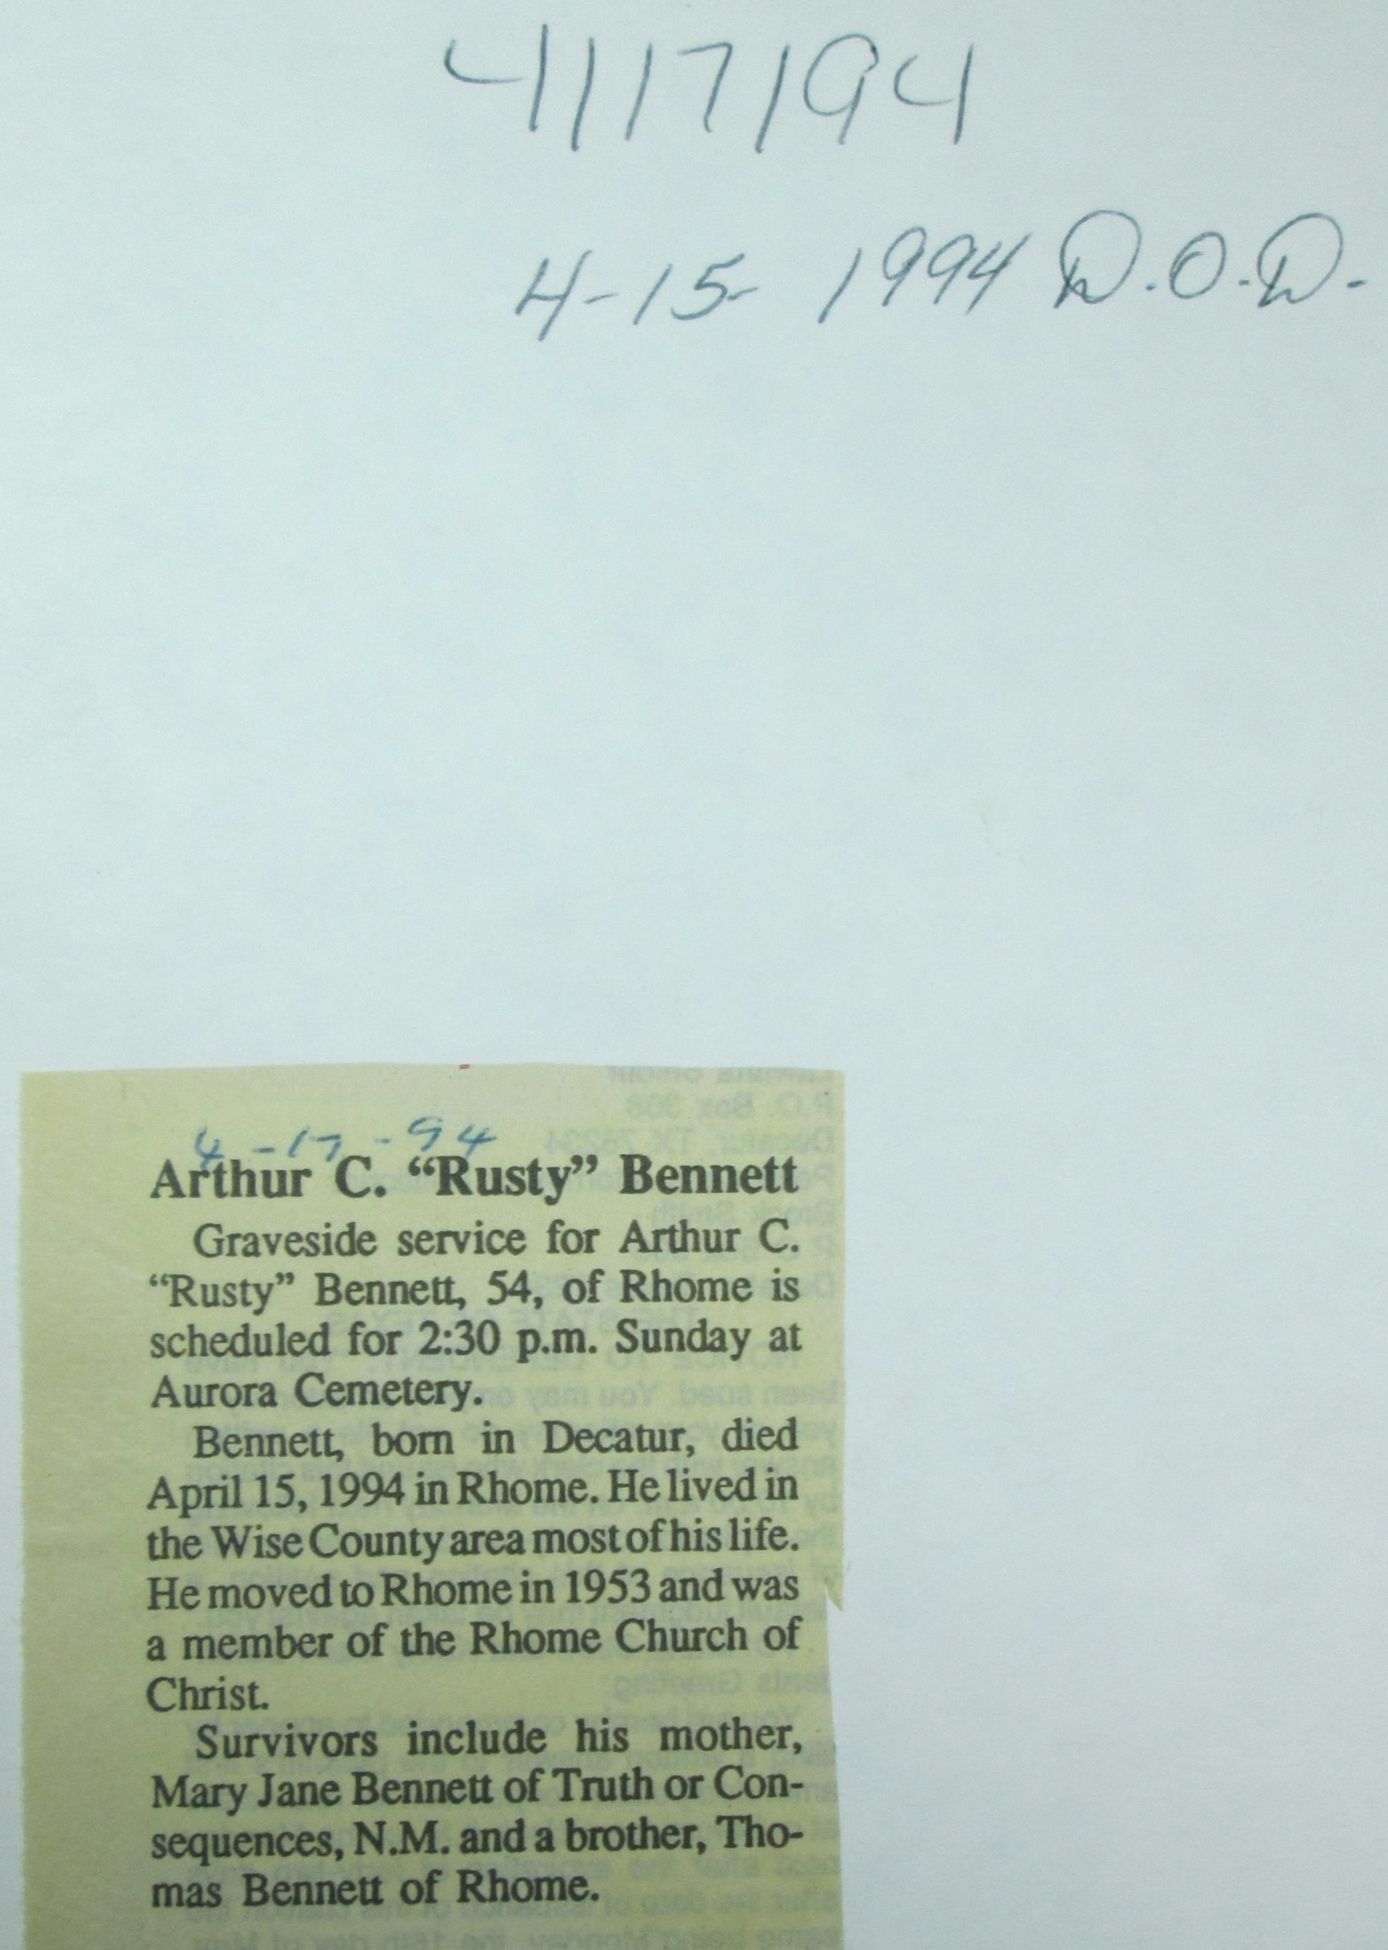 4/17/94
4-15- 1994 D.O.D.
4-17-94
Arthur C. “Rusty” Bennett
Graveside service for Arthur C.
“Rusty” Bennett, 54, of Rhome is
scheduled for 2:30 p.m. Sunday at
Aurora Cemetery.
Bennett, born in Decatur, died
April 15, 1994 in Rhome. He lived in
the Wise County area most of his life.
He moved to Rhome in 1953 and was
a member of the Rhome Church of
Christ.
Survivors include his mother,
Mary Jane Bennett of Truth or Con-
sequences, N.M. and a brother, Tho-
mas Bennett of Rhome.